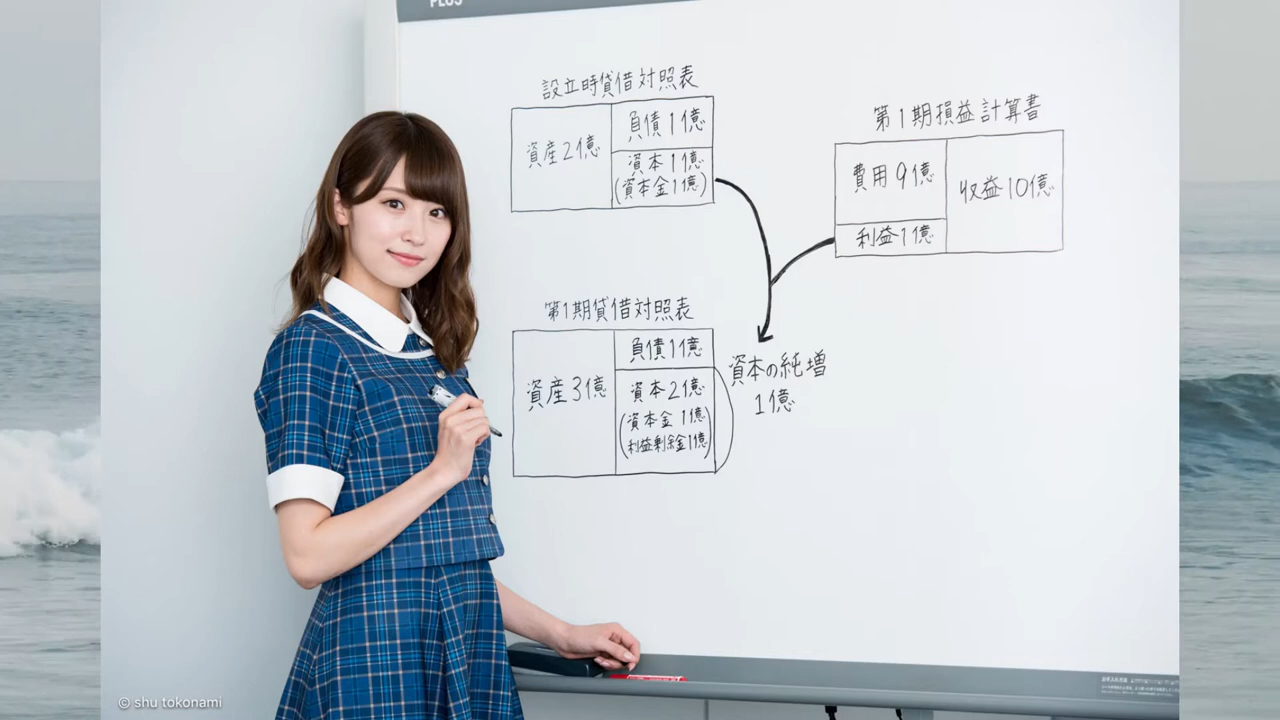 PLUS
設立時貸借対照表
資産2億
負債1億
資本1億
(資本金1億)
第1期損益計算書
費用9億
利益1億
収益10億
第1期貸借対照表
資産3億
負債1億
資本2億
(資本金1億
利益剰余金1億)
資本の純増
1億
© shu tokonami